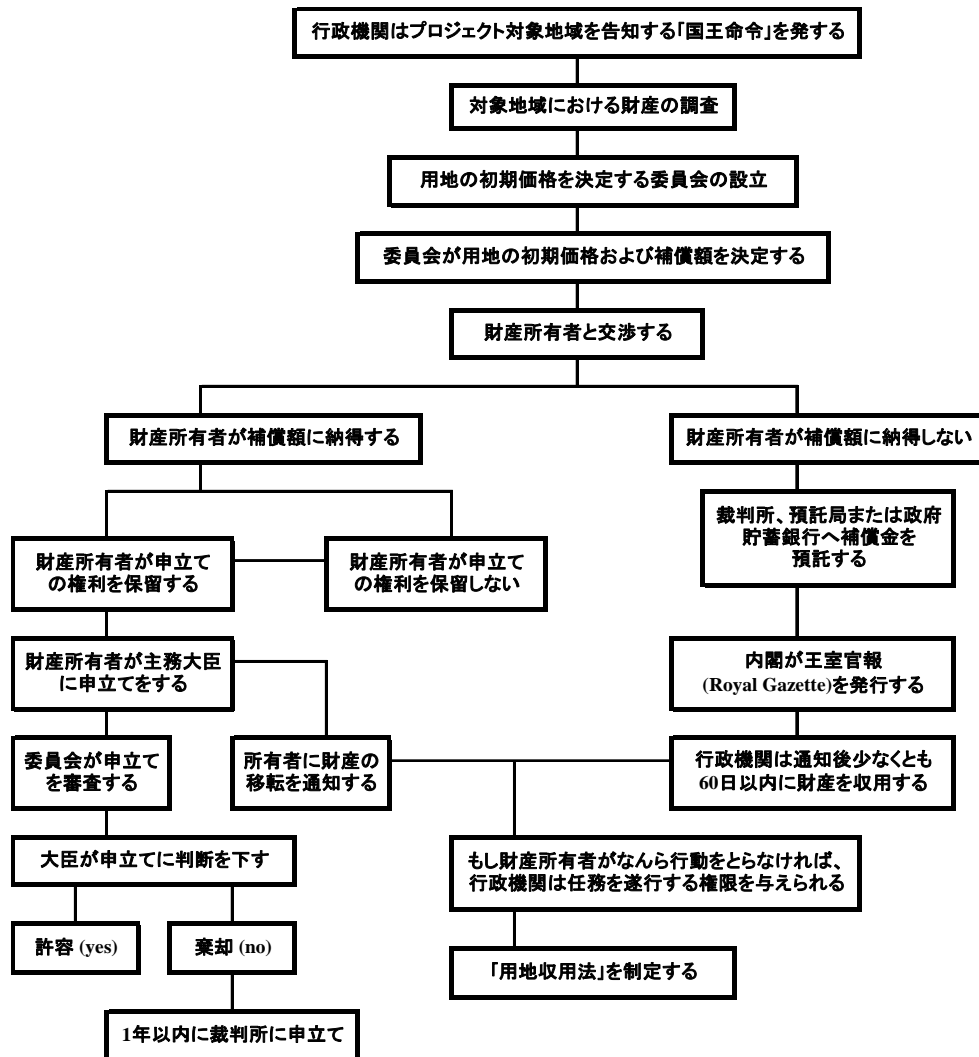 行政機関はプロジェクト対象地域を告知する「国王命令」を発する
対象地域における財産の調査
用地の初期価格を決定する委員会の設立
委員会が用地の初期価格および補償額を決定する
財産所有者と交渉する
財産所有者が補償額に納得する
財産所有者が補償額に納得しない
裁判所、預託局または政府
貯蓄銀行へ補償金を
預託する
財産所有者が申立て
の権利を保留する
財産所有者が申立て
の権利を保留しない
財産所有者が主務大臣
に申立てをする
内閣が王室官報
(Royal Gazette)を発行する
委員会が申立て
を審査する
所有者に財産の
移転を通知する
行政機関は通知後少なくとも
60日以内に財産を収用する
大臣が申立てに判断を下す
もし財産所有者がなんら行動をとらなければ、
行政機関は任務を遂行する権限を与えられる
許容 (yes)
棄却 (no)
「用地収用法」を制定する
1年以内に裁判所に申立て